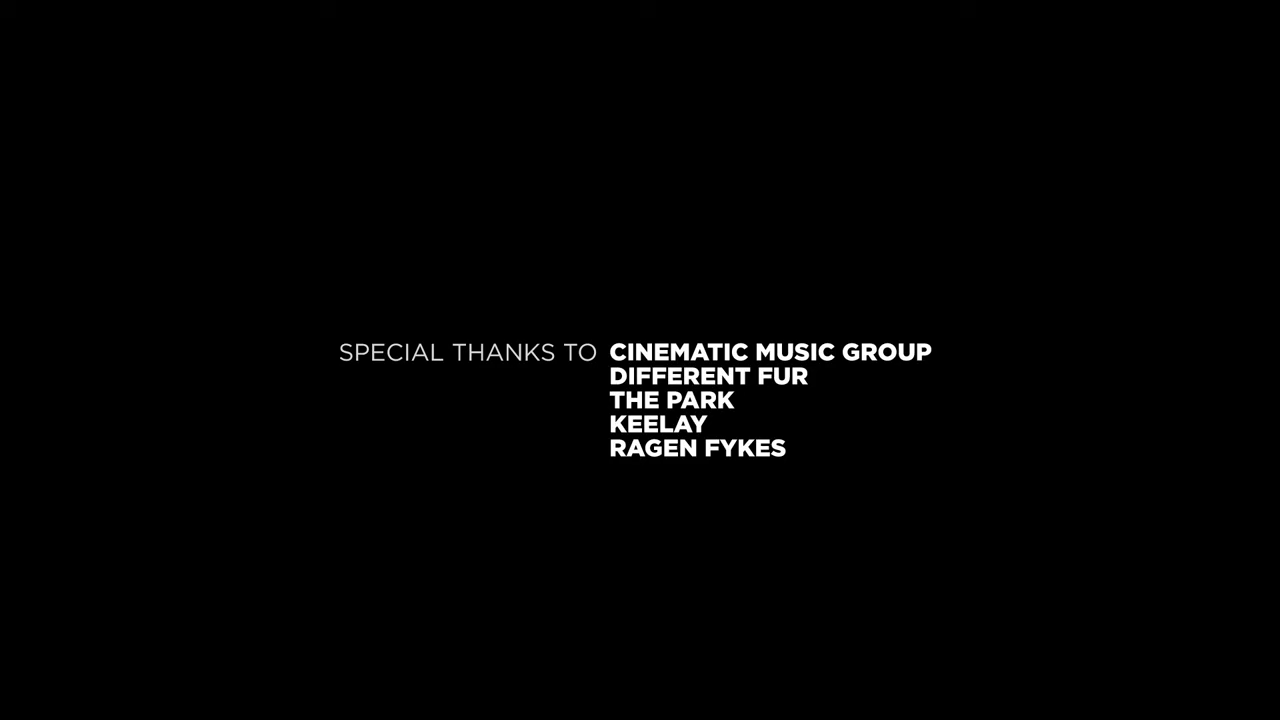 SPECIAL THANKS TO CINEMATIC MUSIC GROUP
DIFFERENT FUR
THE PARK
KEELAY
RAGEN FYKES